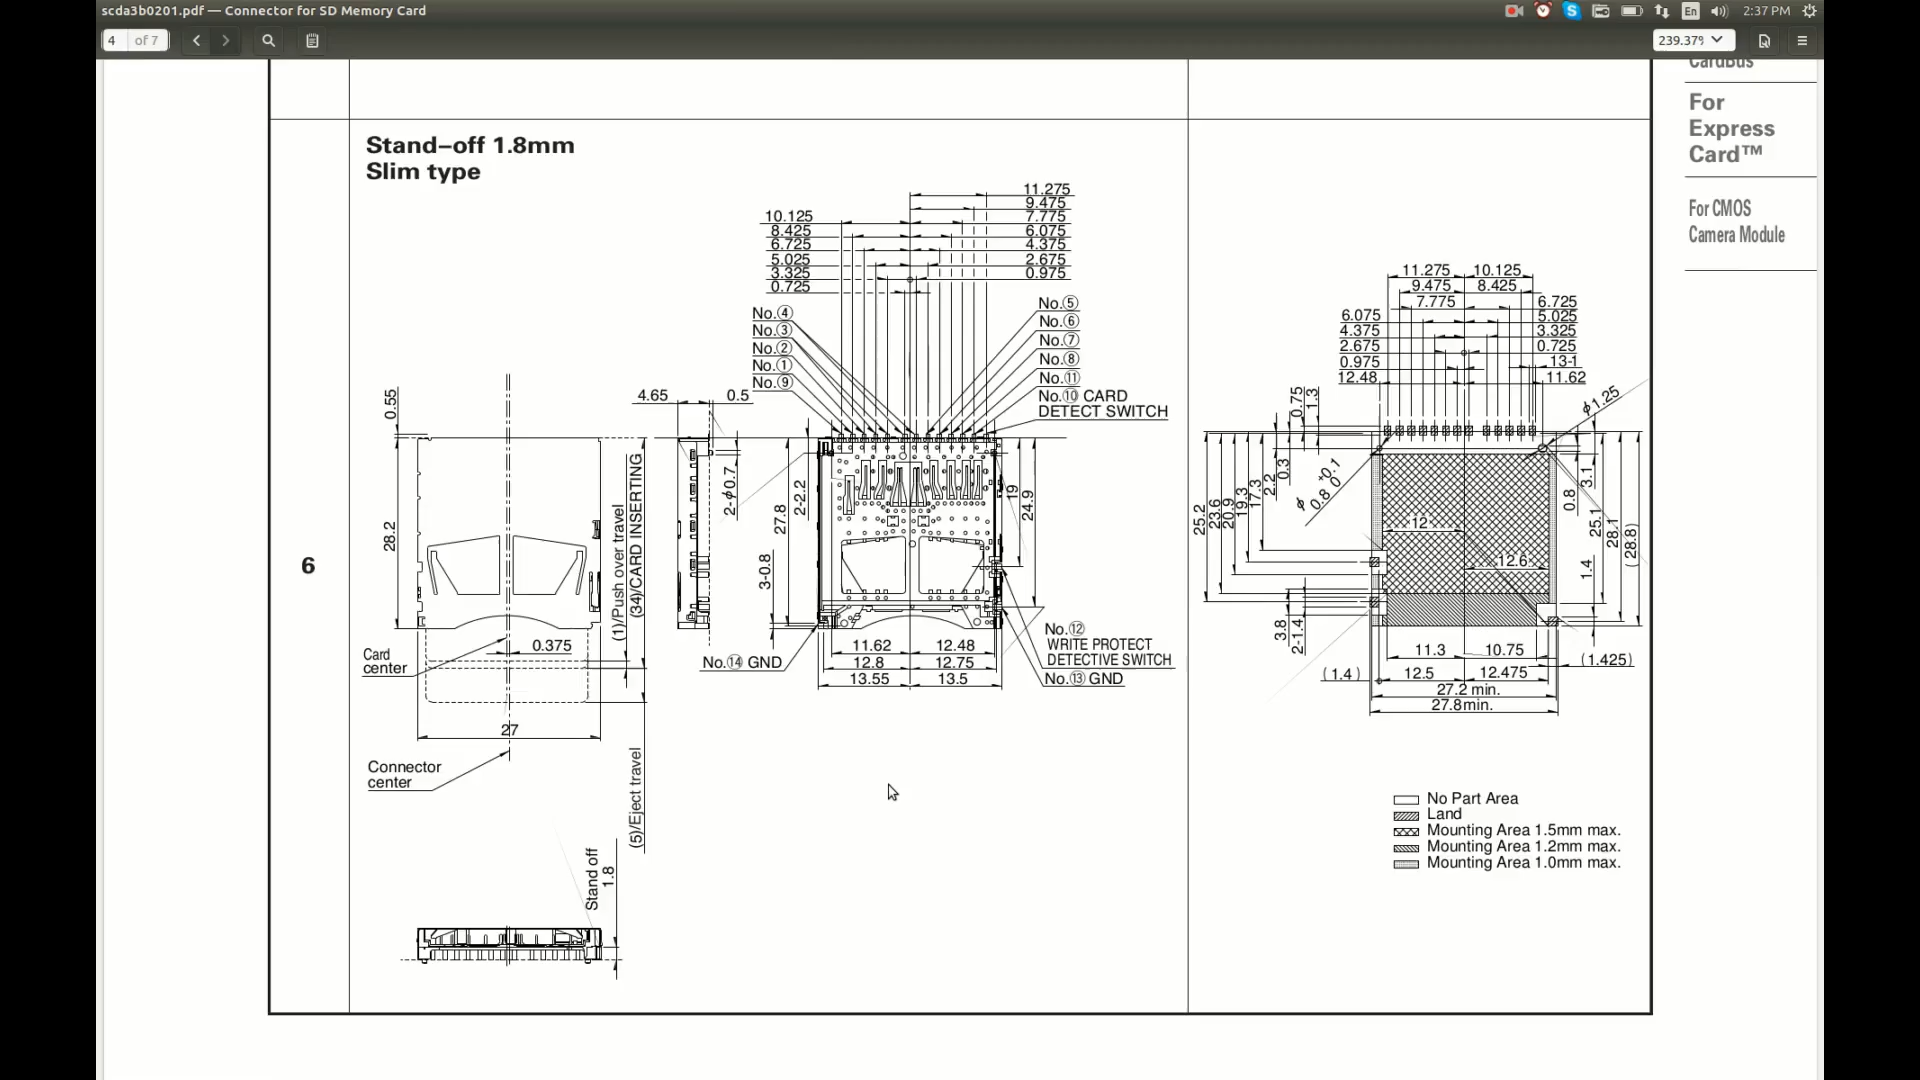 scda3b0201.pdf — Connector for SD Memory Card
En
2:37 PM
4 of 7
239.37%
CardBus
For
Express
Card™
For CMOS
Camera Module
Stand–off 1.8mm
Slim type
6
11.275
9.475
7.775
6.075
4.375
2.675
0.975
10.125
8.425
6.725
5.025
3.325
0.725
No.④
No.③
No.②
No.①
No.⑨
No.⑤
No.⑥
No.⑦
No.⑧
No.⑪
No.⑩ CARD
DETECT SWITCH
0.55
28.2
Card
center
0.375
27
Connector
center
(1)/Push over travel
(34)/CARD INSERTING
(5)/Eject travel
4.65
0.5
2-ϕ0.7
27.8
2-2.2
3-0.8
19
24.9
No.⑭ GND
11.62
12.48
12.8
12.75
13.55
13.5
No.⑫
WRITE PROTECT
DETECTIVE SWITCH
No.⑬ GND
Stand off
1.8
11.275
10.125
9.475
8.425
7.775
6.725
6.075
5.025
4.375
3.325
2.675
0.725
0.975
13-1
12.48
11.62
0.75
1.3
ϕ1.25
25.2
23.6
20.9
19.3
17.3
2.2
0.3
ϕ 0.8 +0.1 0
12
12.6
0.8
3.1
25.1
28.1
(28.8)
1.4
3.8
2-1.4
11.3
10.75
(1.425)
(1.4)
12.5
12.475
27.2 min.
27.8min.
No Part Area
Land
Mounting Area 1.5mm max.
Mounting Area 1.2mm max.
Mounting Area 1.0mm max.